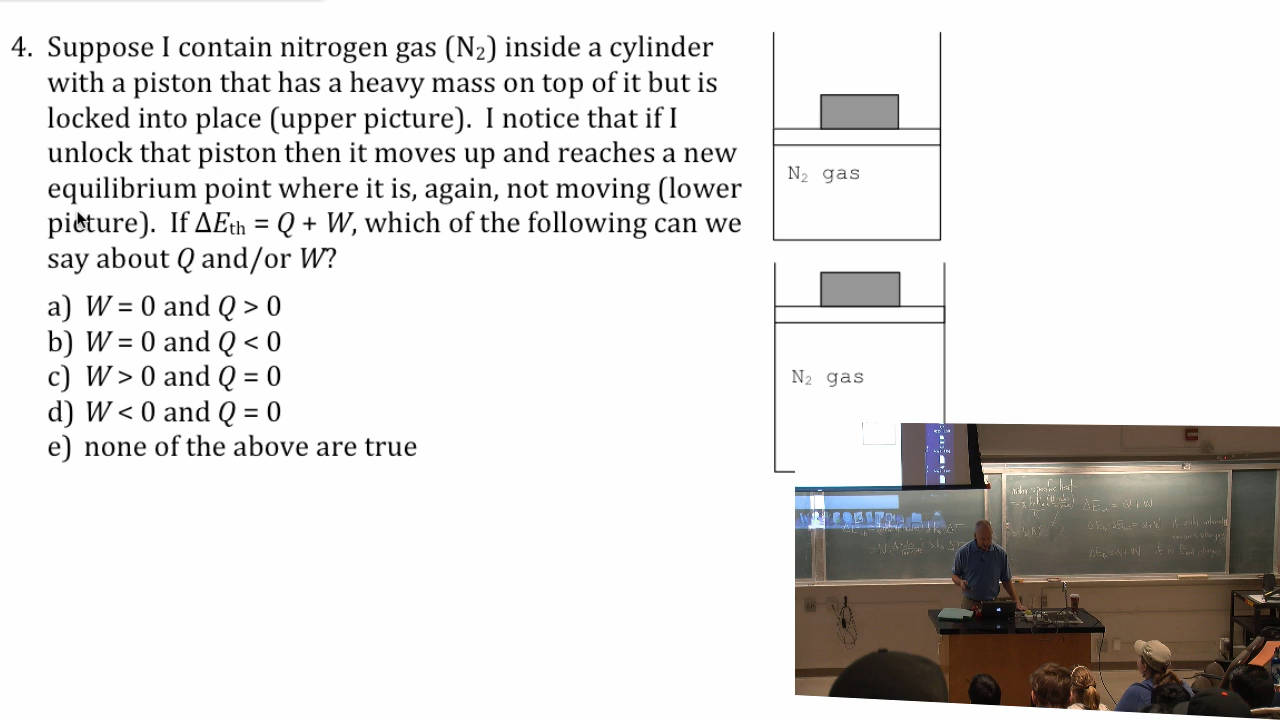 4. Suppose I contain nitrogen gas (N₂) inside a cylinder
with a piston that has a heavy mass on top of it but is
locked into place (upper picture). I notice that if I
unlock that piston then it moves up and reaches a new
equilibrium point where it is, again, not moving (lower
picture). If ΔEth = Q + W, which of the following can we
say about Q and/or W?
a) W = 0 and Q > 0
b) W = 0 and Q < 0
c) W > 0 and Q = 0
d) W < 0 and Q = 0
e) none of the above are true
N₂ gas
N₂ gas